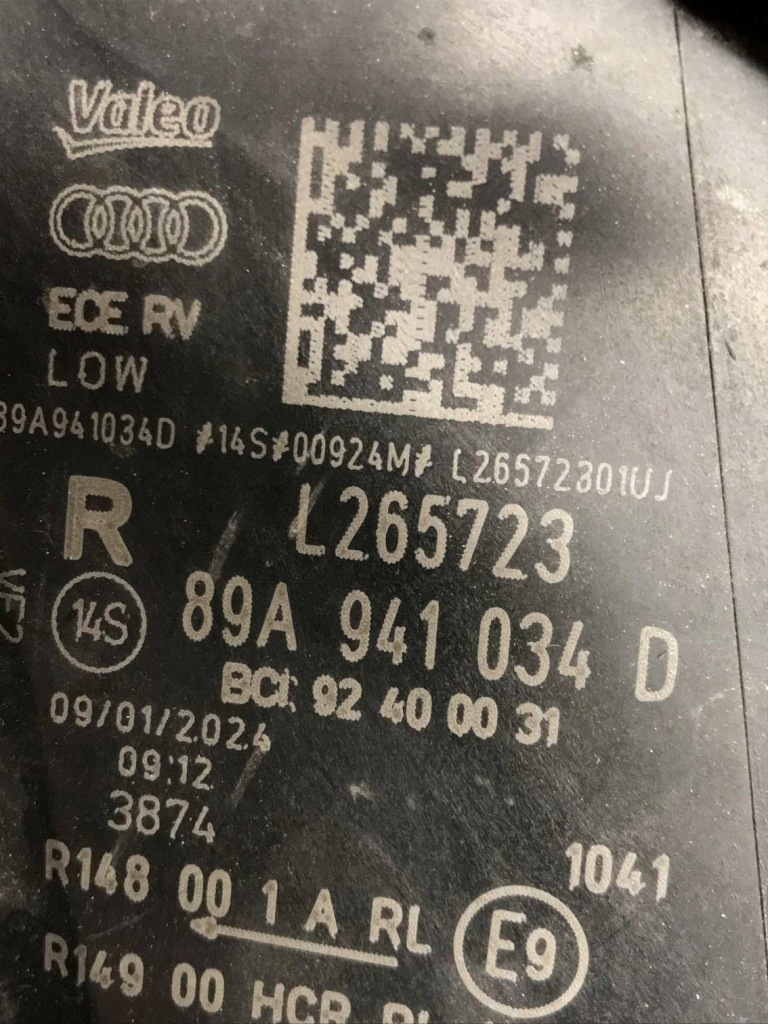 Valeo
ECE RV
LOW
89A941034D #14S#00924M# L26572301UJ
R L265723
14S 89A 941 034 D
BCI: 92 40 00 31
09/01/2024
09:12
3874
1041
R148 00 1 A RL E9
R149 00 HCR